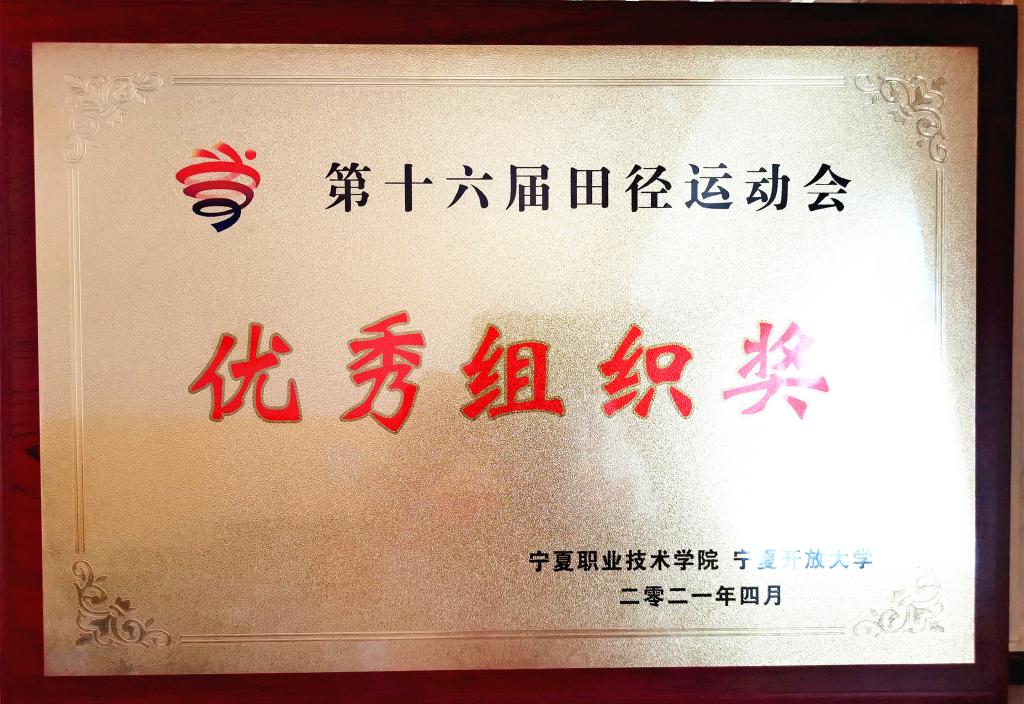 第十六届田径运动会
优秀组织奖
宁夏职业技术学院 宁夏开放大学
二零二一年四月